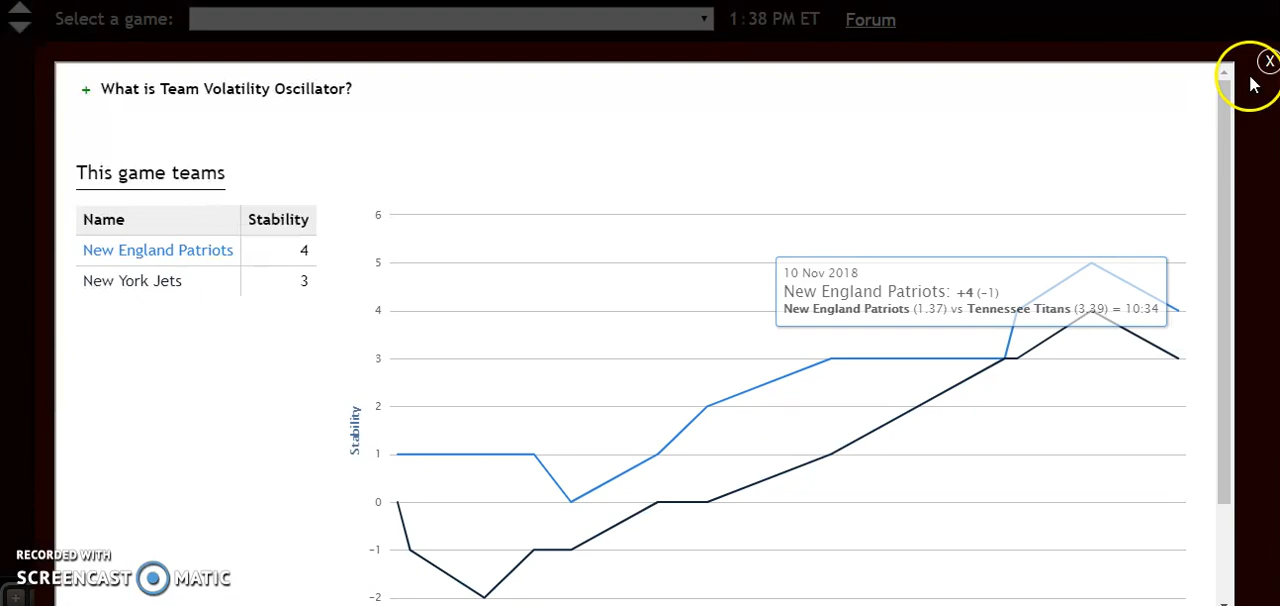 Select a game:
1:38 PM ET
Forum
X
+ What is Team Volatility Oscillator?
This game teams
Name Stability
New England Patriots 4
New York Jets 3
6
5
4
3
2
1
0
−1
−2
Stability
10 Nov 2018
New England Patriots: +4 (−1)
New England Patriots (1.37) vs Tennessee Titans (3.39) = 10:34
RECORDED WITH
SCREENCAST MATIC